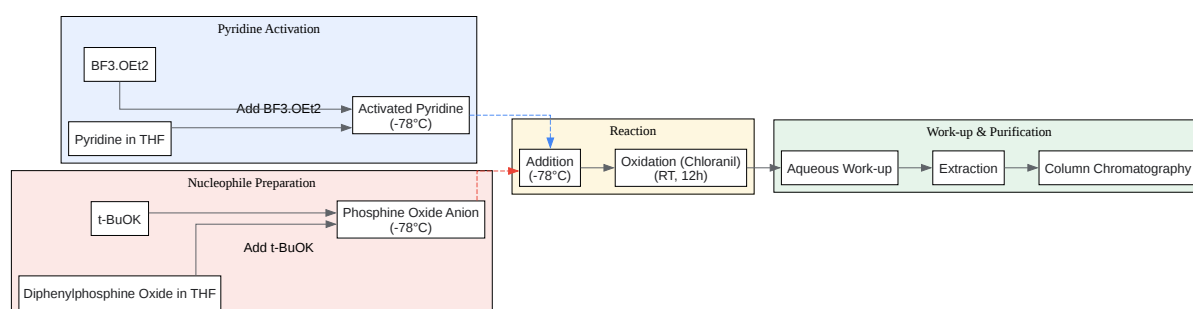 Pyridine Activation
BF3.OEt2
Add BF3.OEt2
Activated Pyridine
(-78°C)
Pyridine in THF
Nucleophile Preparation
t-BuOK
Phosphine Oxide Anion
(-78°C)
Add t-BuOK
Diphenylphosphine Oxide in THF
Reaction
Addition
(-78°C)
Oxidation (Chloranil)
(RT, 12h)
Work-up & Purification
Aqueous Work-up
Extraction
Column Chromatography